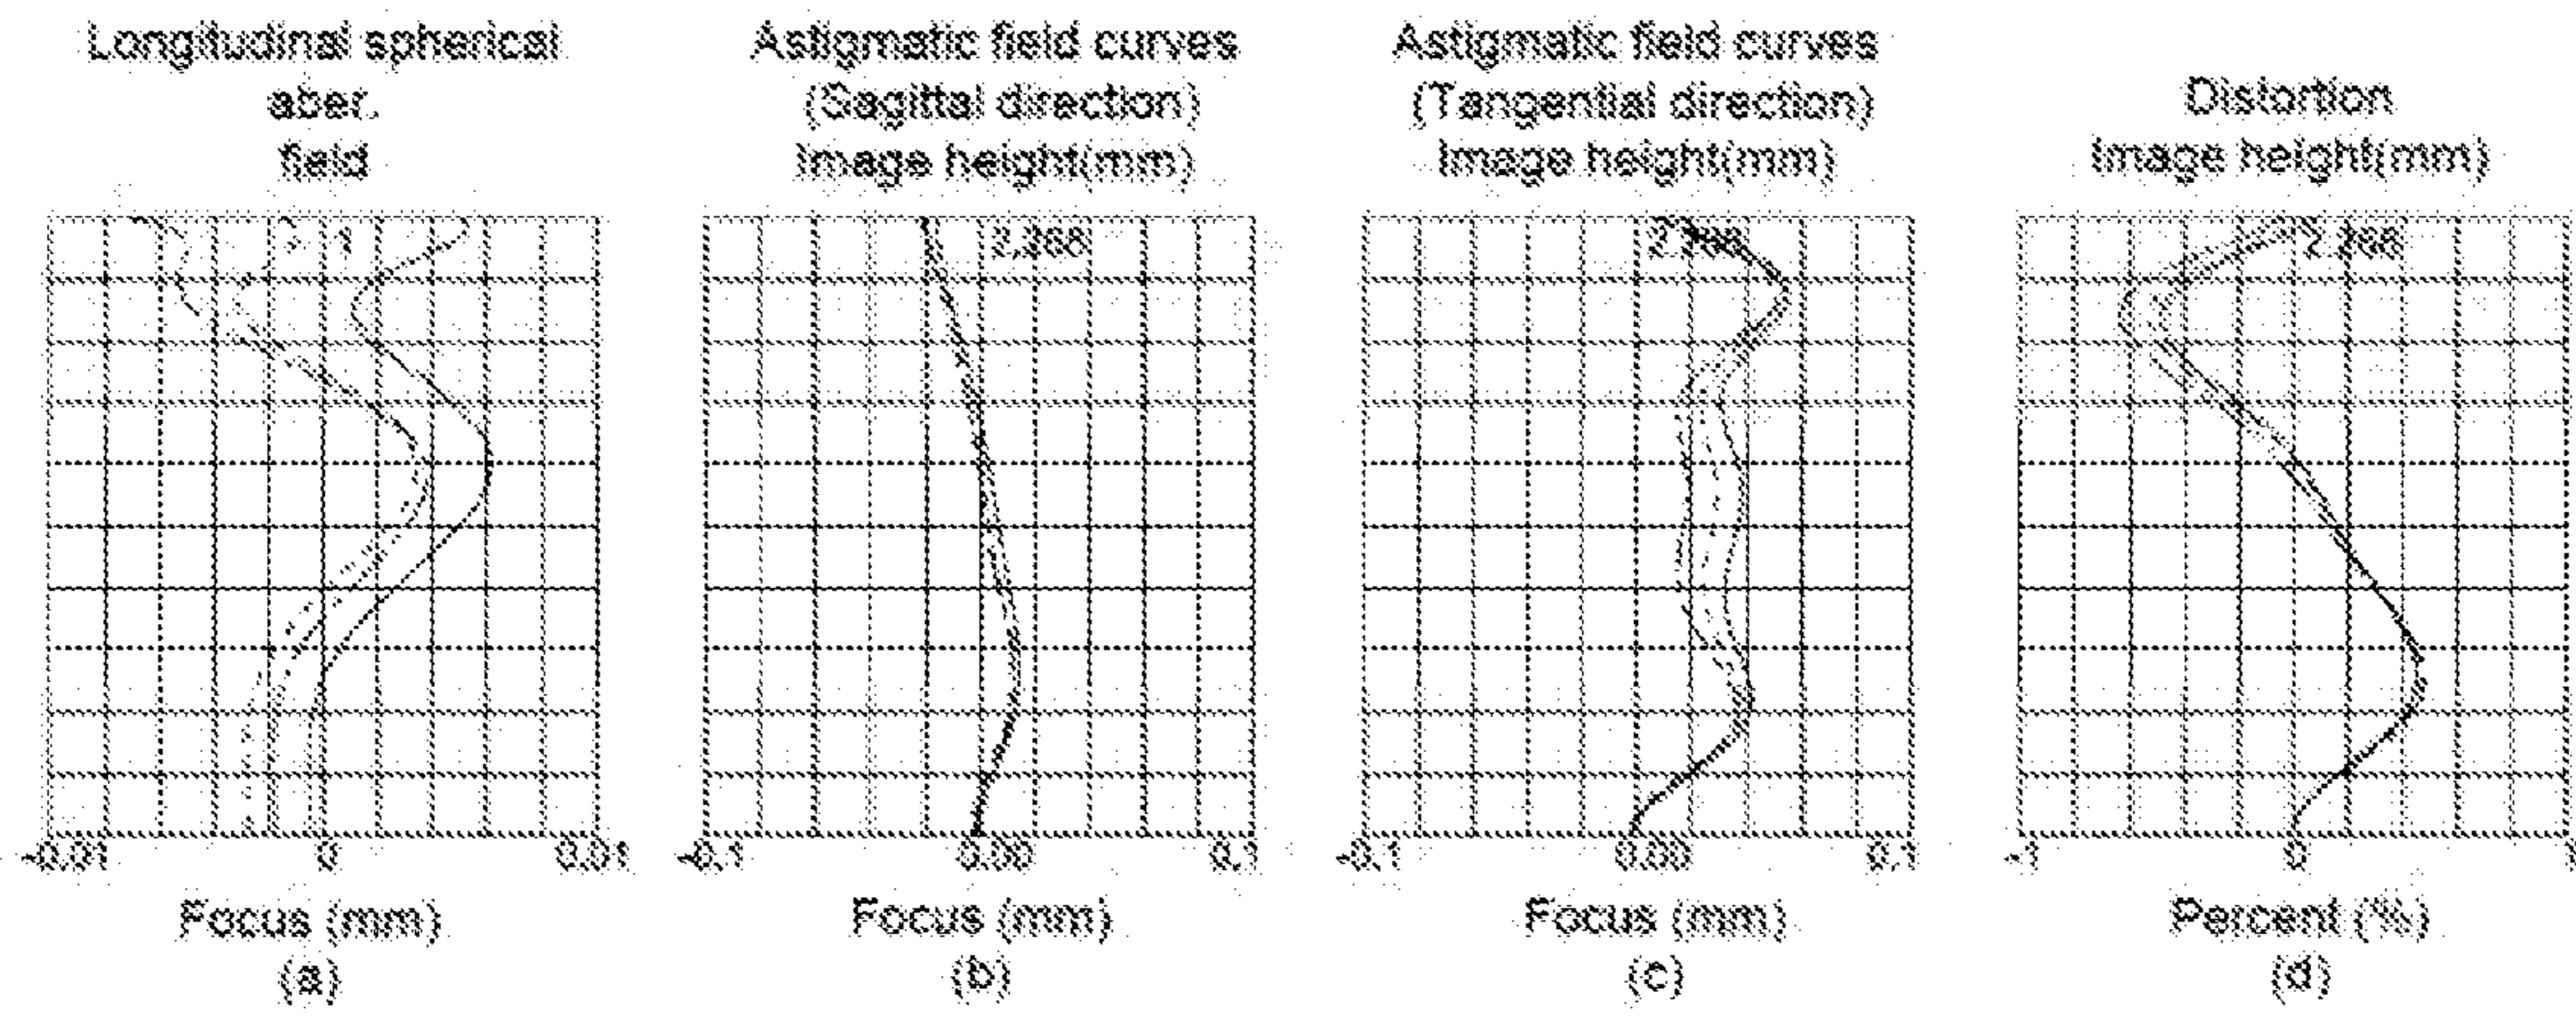 Longitudinal spherical
aber.
field
1
-0.01 0 0.01
Focus (mm)
(a)
Astigmatic field curves
(Sagittal direction)
Image height(mm)
2.268
-0.1 0.00 0.1
Focus (mm)
(b)
Astigmatic field curves
(Tangential direction)
Image height(mm)
-0.1 0.00 0.1
Focus (mm)
(c)
Distortion
Image height(mm)
2.268
-1 0
Percent (%)
(d)